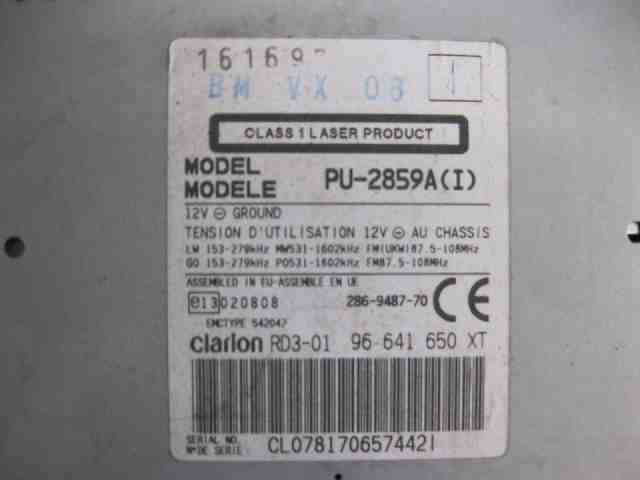 16169
BM VX 08
CLASS 1 LASER PRODUCT
MODEL
MODELE PU-2859A(I)
12V ⊖ GROUND
TENSION D'UTILISATION 12V ⊖ AU CHASSIS
LW 153-279kHz MW531-1602kHz FM(UKW)87.5-108MHz
GO 153-279kHz PO531-1602kHz FM87.5-108MHz
ASSEMBLED IN EU-ASSEMBLE EN UE
e13 020808 286-9487-70 CE
EMCTYPE 542047
clarion RD3-01 96 641 650 XT
SERIAL NO.
No DE SERIE CL078170657442I